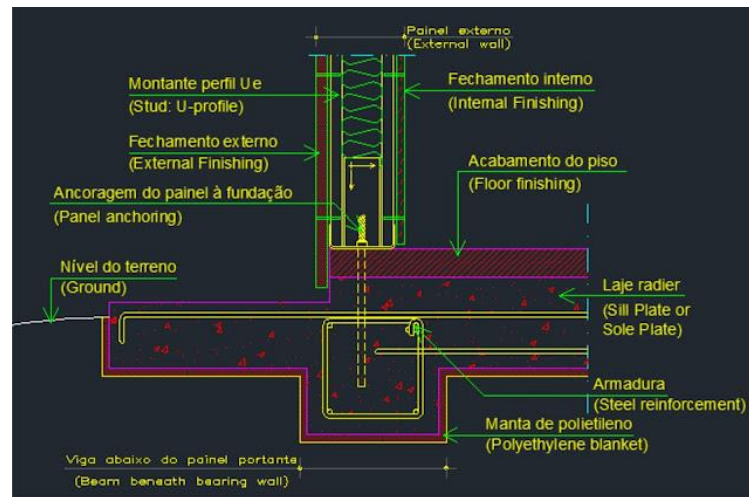 Painel externo
(External wall)
Montante perfil Ue
(Stud: U-profile)
Fechamento interno
(Internal Finishing)
Fechamento externo
(External Finishing)
Acabamento do piso
(Floor finishing)
Ancoragem do painel à fundação
(Panel anchoring)
Nível do terreno
(Ground)
Laje radier
(Sill Plate or
Sole Plate)
Armadura
(Steel reinforcement)
Manta de polietileno
(Polyethylene blanket)
Viga abaixo do painel portante
(Beam beneath bearing wall)